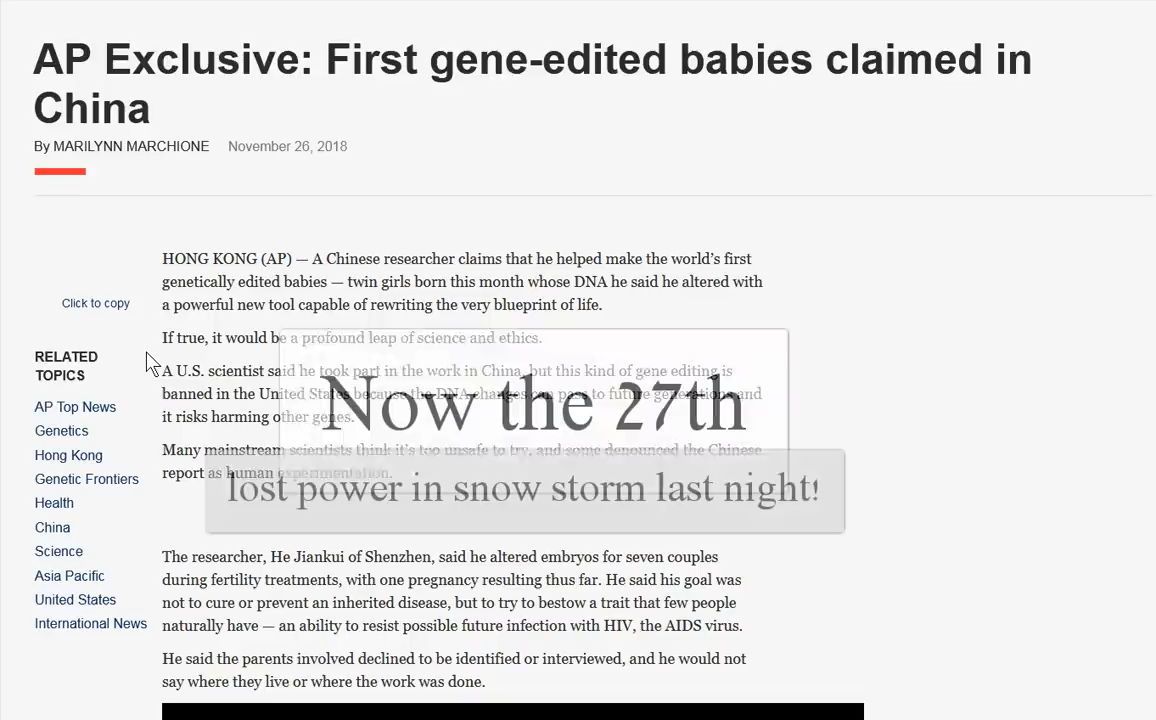 AP Exclusive: First gene-edited babies claimed in
China
By MARILYNN MARCHIONE November 26, 2018
HONG KONG (AP) — A Chinese researcher claims that he helped make the world’s first
genetically edited babies — twin girls born this month whose DNA he said he altered with
a powerful new tool capable of rewriting the very blueprint of life.
Click to copy
If true, it would be a profound leap of science and ethics.
RELATED
TOPICS
A U.S. scientist said he took part in the work in China, but this kind of gene editing is
banned in the United States because the DNA changes can pass to future generations and
it risks harming other genes.
Now the 27th
Many mainstream scientists think it’s too unsafe to try, and some denounced the Chinese
report as human experimentation.
lost power in snow storm last night!
AP Top News
Genetics
Hong Kong
Genetic Frontiers
Health
China
Science
Asia Pacific
United States
International News
The researcher, He Jiankui of Shenzhen, said he altered embryos for seven couples
during fertility treatments, with one pregnancy resulting thus far. He said his goal was
not to cure or prevent an inherited disease, but to try to bestow a trait that few people
naturally have — an ability to resist possible future infection with HIV, the AIDS virus.
He said the parents involved declined to be identified or interviewed, and he would not
say where they live or where the work was done.